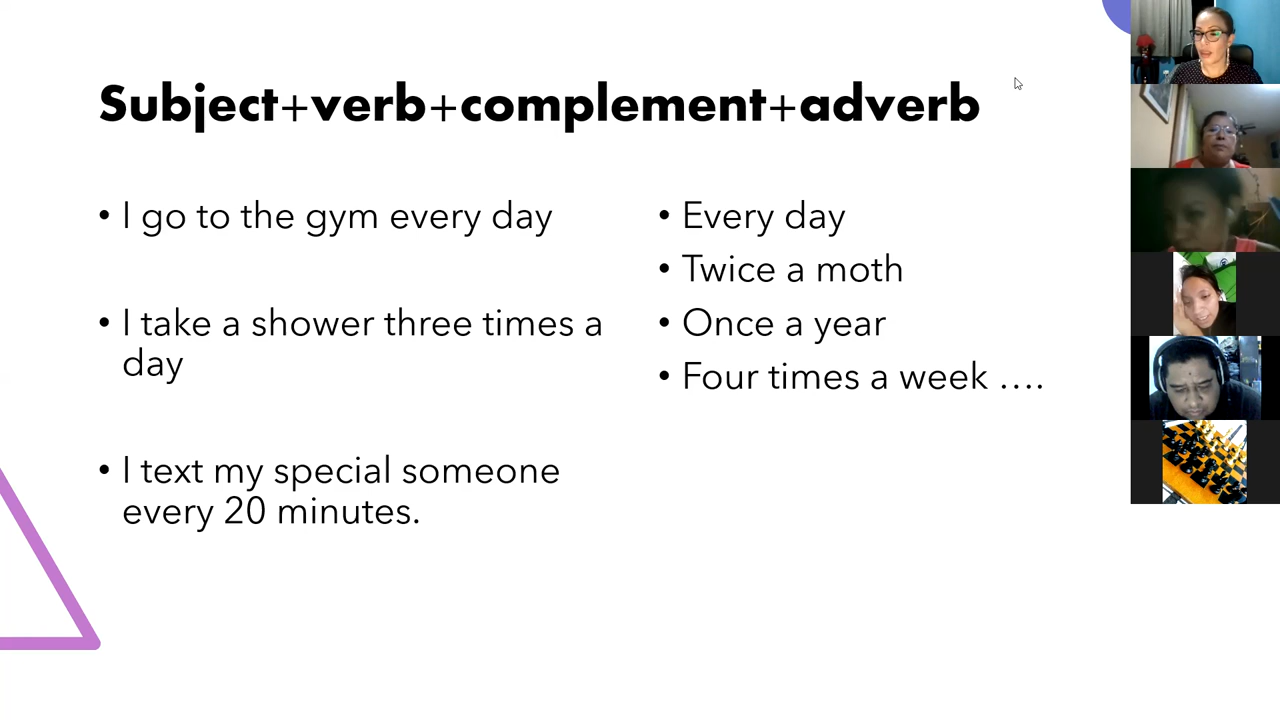 Subject+verb+complement+adverb
• I go to the gym every day
• I take a shower three times a
day
• I text my special someone
every 20 minutes.
• Every day
• Twice a moth
• Once a year
• Four times a week ....